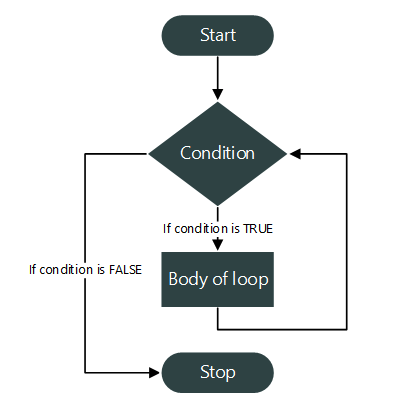 Start
Condition
If condition is TRUE
If condition is FALSE
Body of loop
Stop